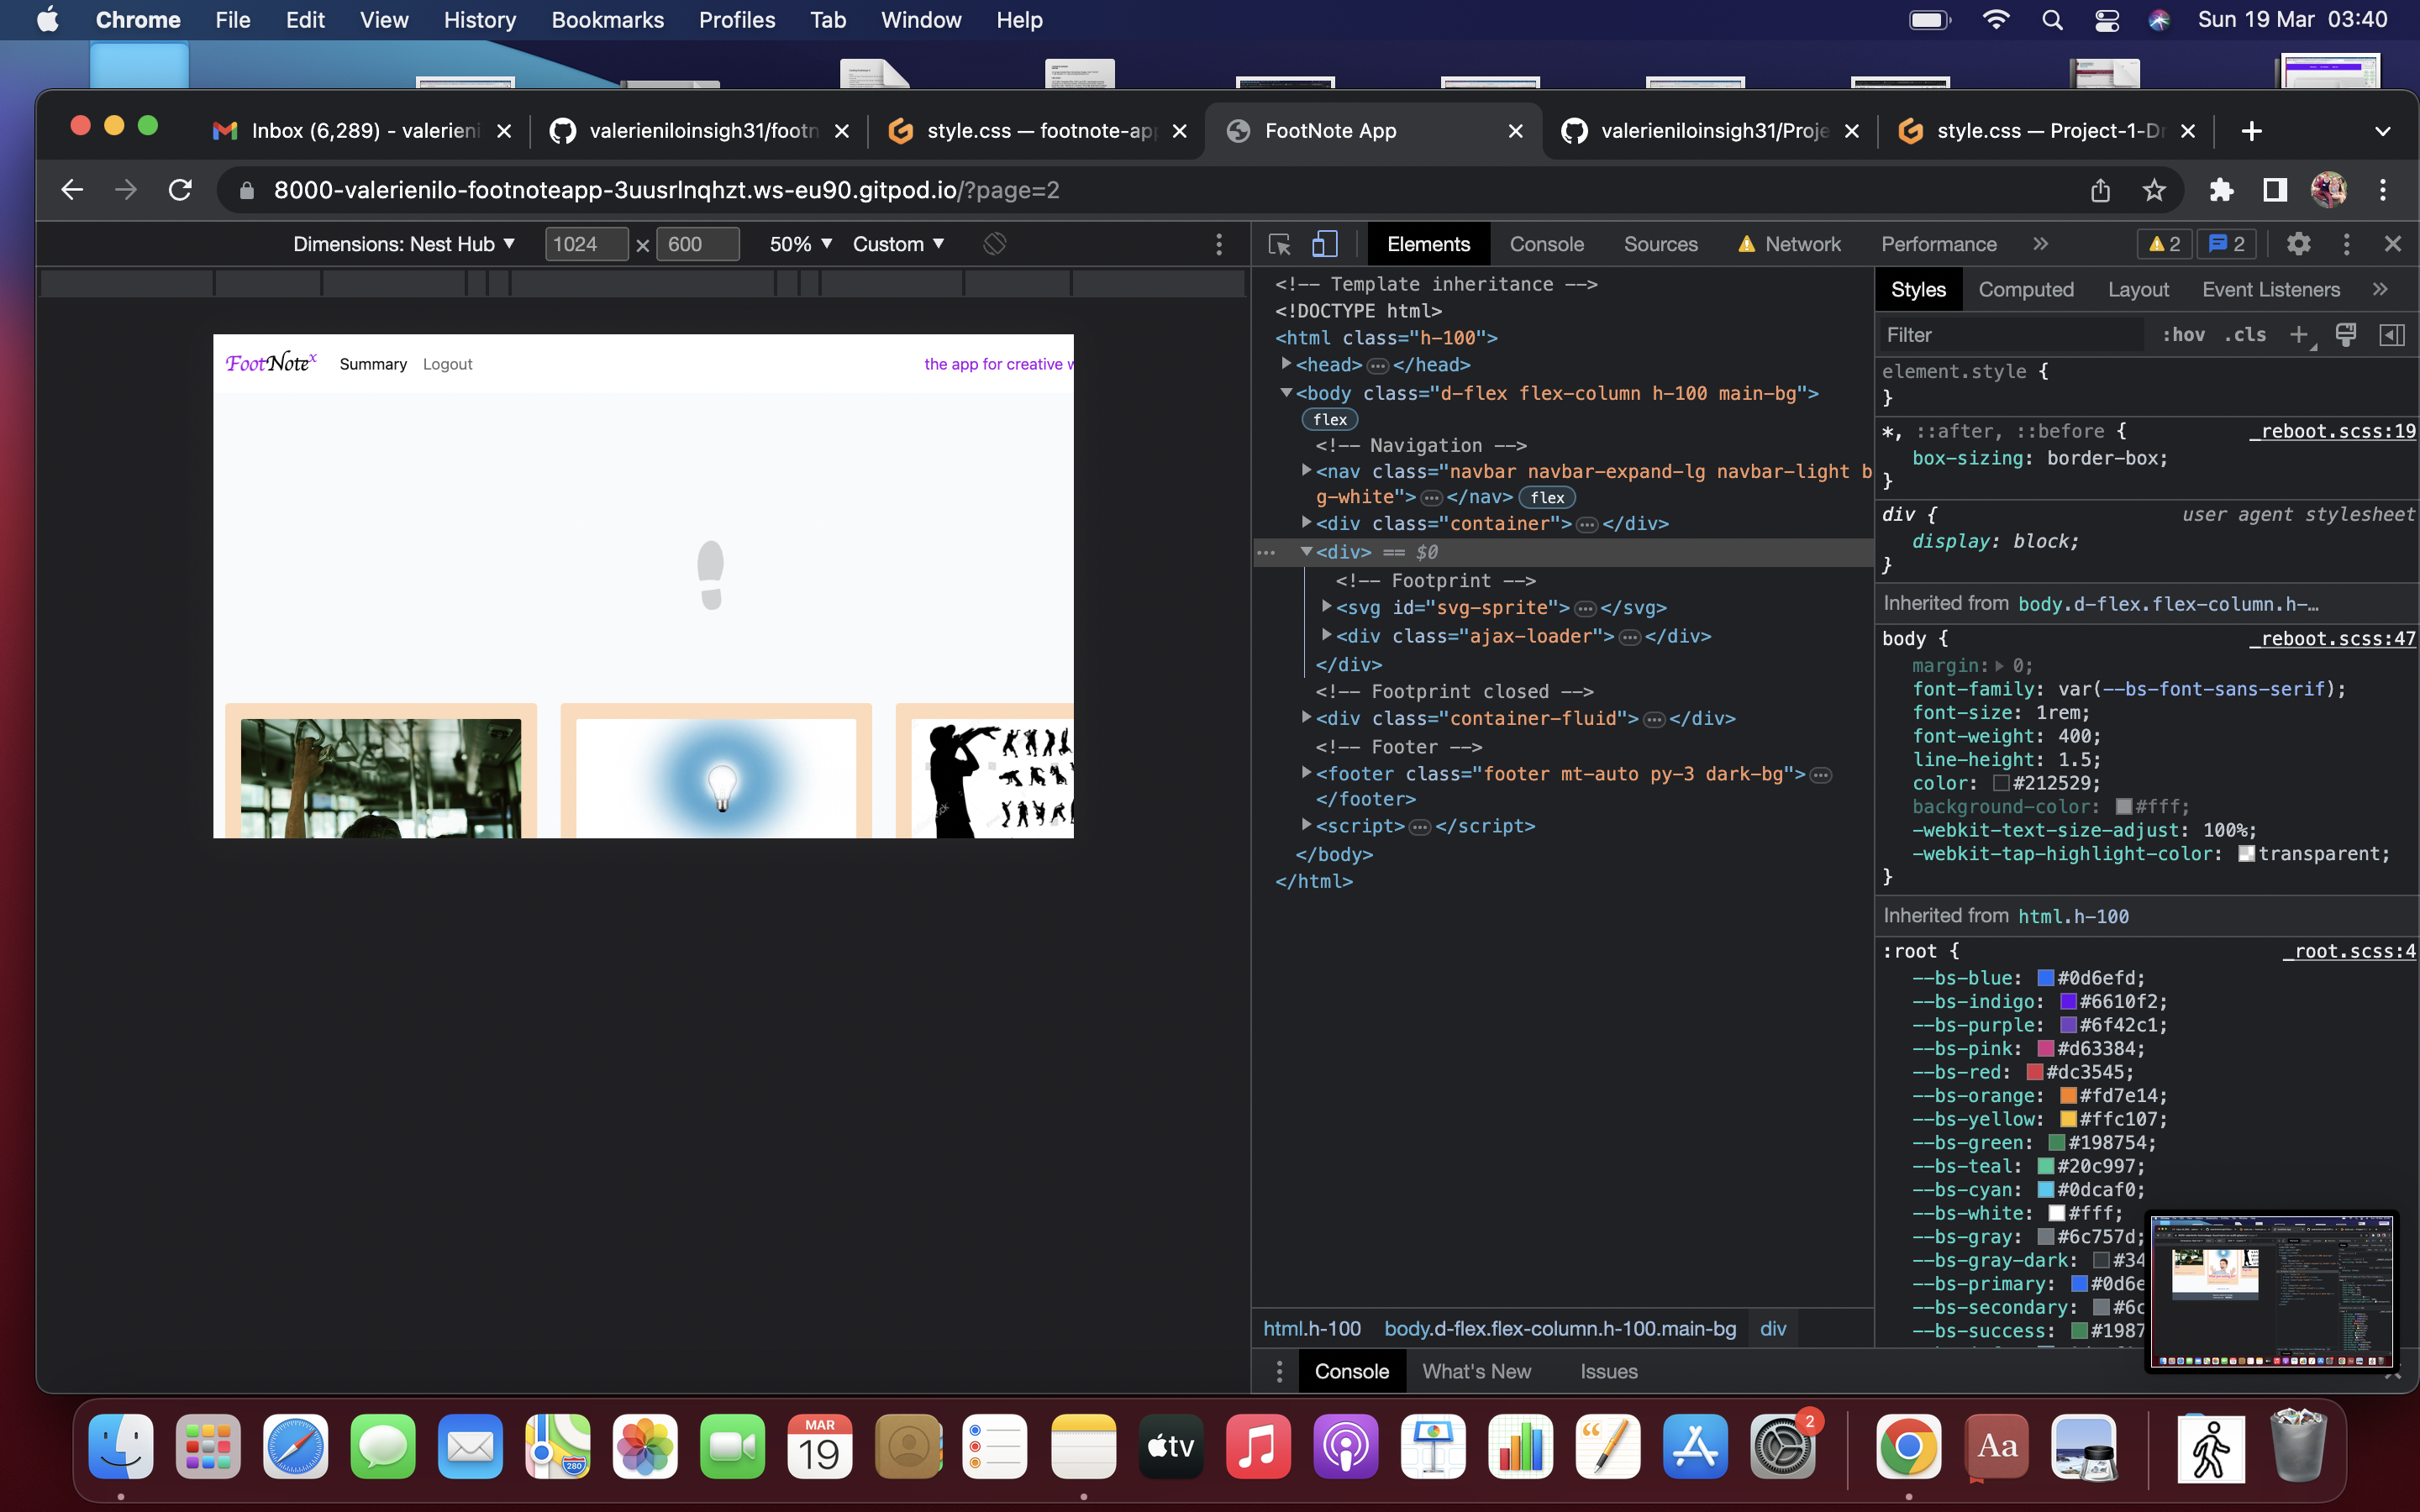 Chrome File Edit View History Bookmarks Profiles Tab Window Help Sun 19 Mar 03:40
Inbox (6,289) - valerieni valerieniloinsigh31/footn style.css — footnote-ap FootNote App valerieniloinsigh31/Proje style.css — Project-1-D
8000-valerienilo-footnoteapp-3uusrlnqhzt.ws-eu90.gitpod.io/?page=2
Dimensions: Nest Hub ▼ 1024 × 600 50% ▼ Custom ▼
FootNote x Summary Logout the app for creative w
Elements Console Sources Network Performance » 2 2
<!-- Template inheritance -->
<!DOCTYPE html>
<html class="h-100">
<head> ••• </head>
<body class="d-flex flex-column h-100 main-bg">
flex
<!-- Navigation -->
<nav class="navbar navbar-expand-lg navbar-light b
g-white"> ••• </nav> flex
<div class="container"> ••• </div>
••• <div> == $0
<!-- Footprint -->
<svg id="svg-sprite"> ••• </svg>
<div class="ajax-loader"> ••• </div>
</div>
<!-- Footprint closed -->
<div class="container-fluid"> ••• </div>
<!-- Footer -->
<footer class="footer mt-auto py-3 dark-bg"> •••
</footer>
<script> ••• </script>
</body>
</html>
html.h-100 body.d-flex.flex-column.h-100.main-bg div
Styles Computed Layout Event Listeners »
Filter :hov .cls +
element.style {
}
*, ::after, ::before { _reboot.scss:19
box-sizing: border-box;
}
div { user agent stylesheet
display: block;
}
Inherited from body.d-flex.flex-column.h-…
body { _reboot.scss:47
margin: 0;
font-family: var(--bs-font-sans-serif);
font-size: 1rem;
font-weight: 400;
line-height: 1.5;
color: #212529;
background-color: #fff;
-webkit-text-size-adjust: 100%;
-webkit-tap-highlight-color: transparent;
}
Inherited from html.h-100
:root { _root.scss:4
--bs-blue: #0d6efd;
--bs-indigo: #6610f2;
--bs-purple: #6f42c1;
--bs-pink: #d63384;
--bs-red: #dc3545;
--bs-orange: #fd7e14;
--bs-yellow: #ffc107;
--bs-green: #198754;
--bs-teal: #20c997;
--bs-cyan: #0dcaf0;
--bs-white: #fff;
--bs-gray: #6c757d;
--bs-gray-dark: #34
--bs-primary: #0d6e
--bs-secondary: #6c
--bs-success: #1987
Console What's New Issues
280
MAR
19
tv
2
Aa